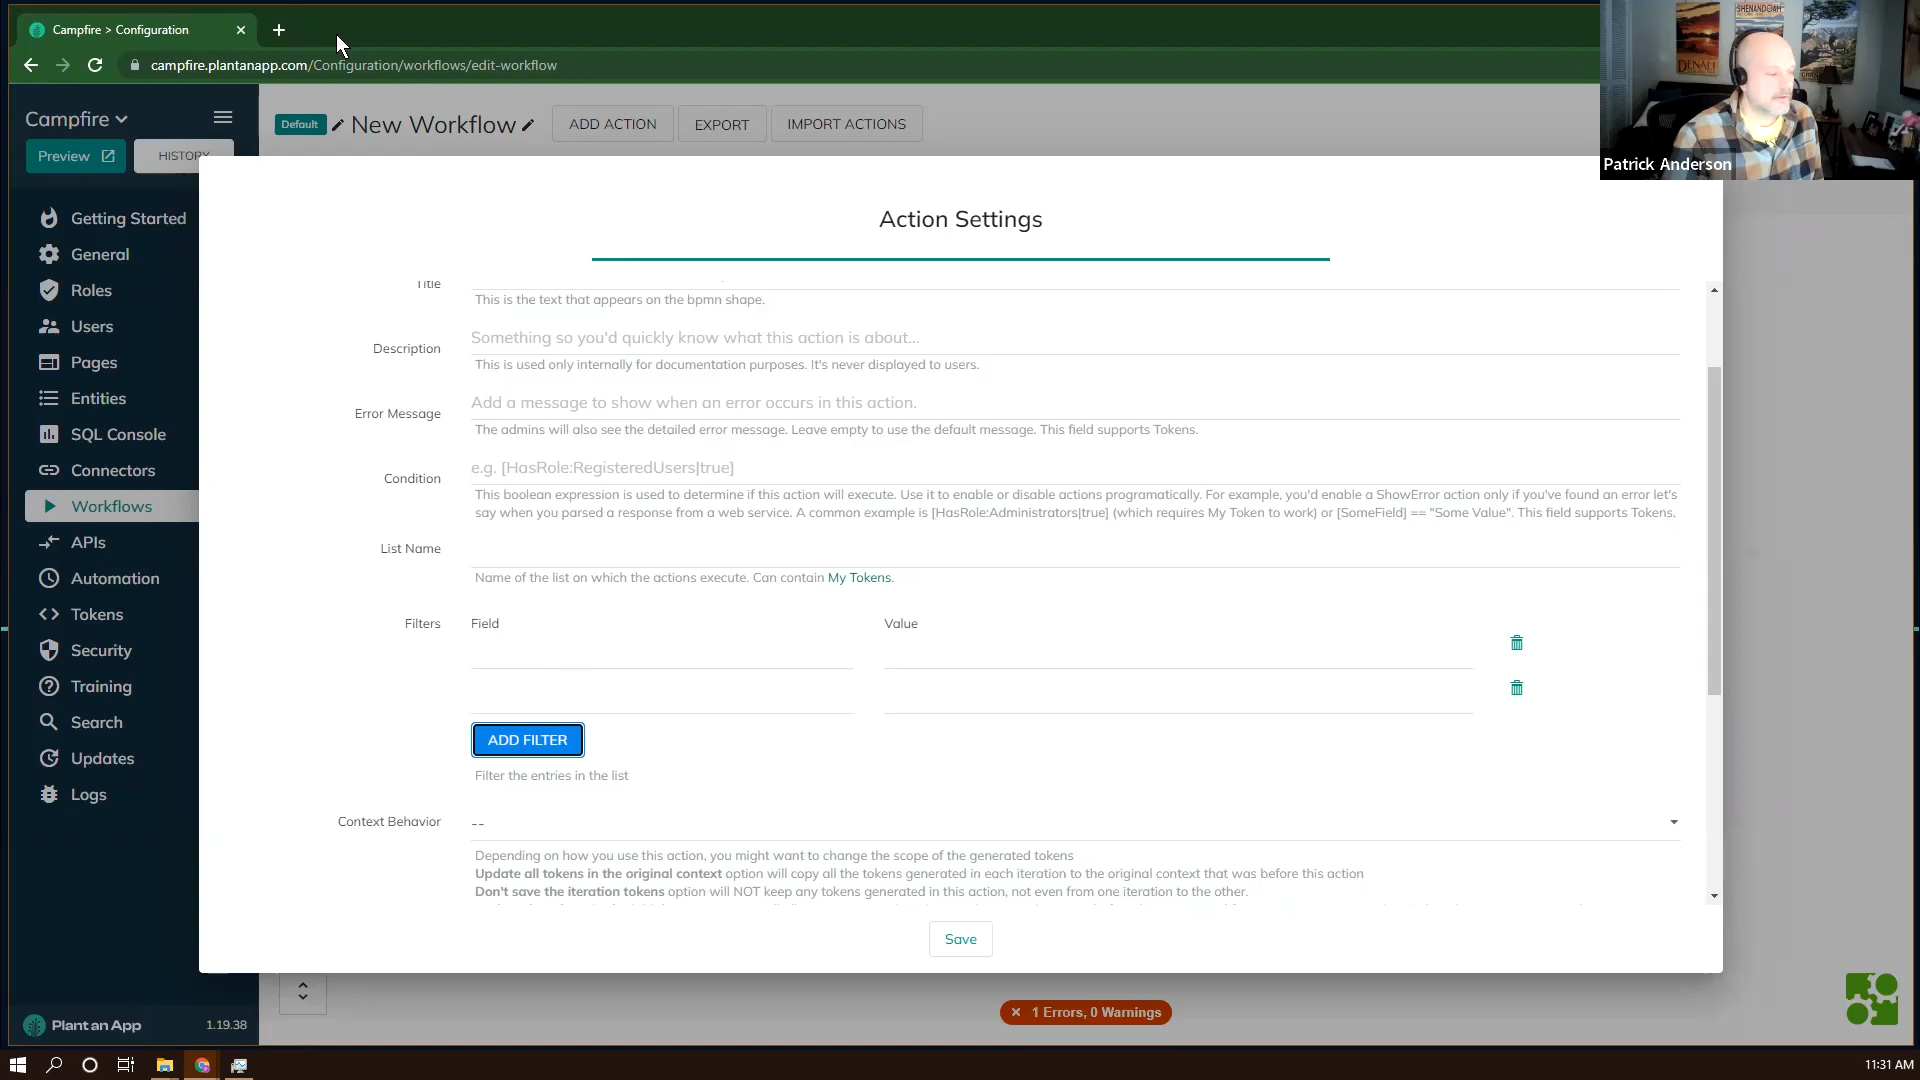 Campfire > Configuration
campfire.plantanapp.com/Configuration/workflows/edit-workflow
SHENANDOAH
DENALI
Patrick Anderson
Campfire
Default
New Workflow
ADD ACTION
EXPORT
IMPORT ACTIONS
Preview
HISTORY
Getting Started
General
Roles
Users
Pages
Entities
SQL Console
Connectors
Workflows
APIs
Automation
Tokens
Security
Training
Search
Updates
Logs
Plant an App
1.19.38
Action Settings
Title
This is the text that appears on the bpmn shape.
Description
Something so you'd quickly know what this action is about...
This is used only internally for documentation purposes. It's never displayed to users.
Error Message
Add a message to show when an error occurs in this action.
The admins will also see the detailed error message. Leave empty to use the default message. This field supports Tokens.
Condition
e.g. [HasRole:RegisteredUsers|true]
This boolean expression is used to determine if this action will execute. Use it to enable or disable actions programatically. For example, you'd enable a ShowError action only if you've found an error let's
say when you parsed a response from a web service. A common example is [HasRole:Administrators|true] (which requires My Token to work) or [SomeField] == "Some Value". This field supports Tokens.
List Name
Name of the list on which the actions execute. Can contain My Tokens.
Filters
Field
Value
ADD FILTER
Filter the entries in the list
Context Behavior
--
Depending on how you use this action, you might want to change the scope of the generated tokens
Update all tokens in the original context option will copy all the tokens generated in each iteration to the original context that was before this action
Don't save the iteration tokens option will NOT keep any tokens generated in this action, not even from one iteration to the other.
Save
1 Errors, 0 Warnings
11:31 AM